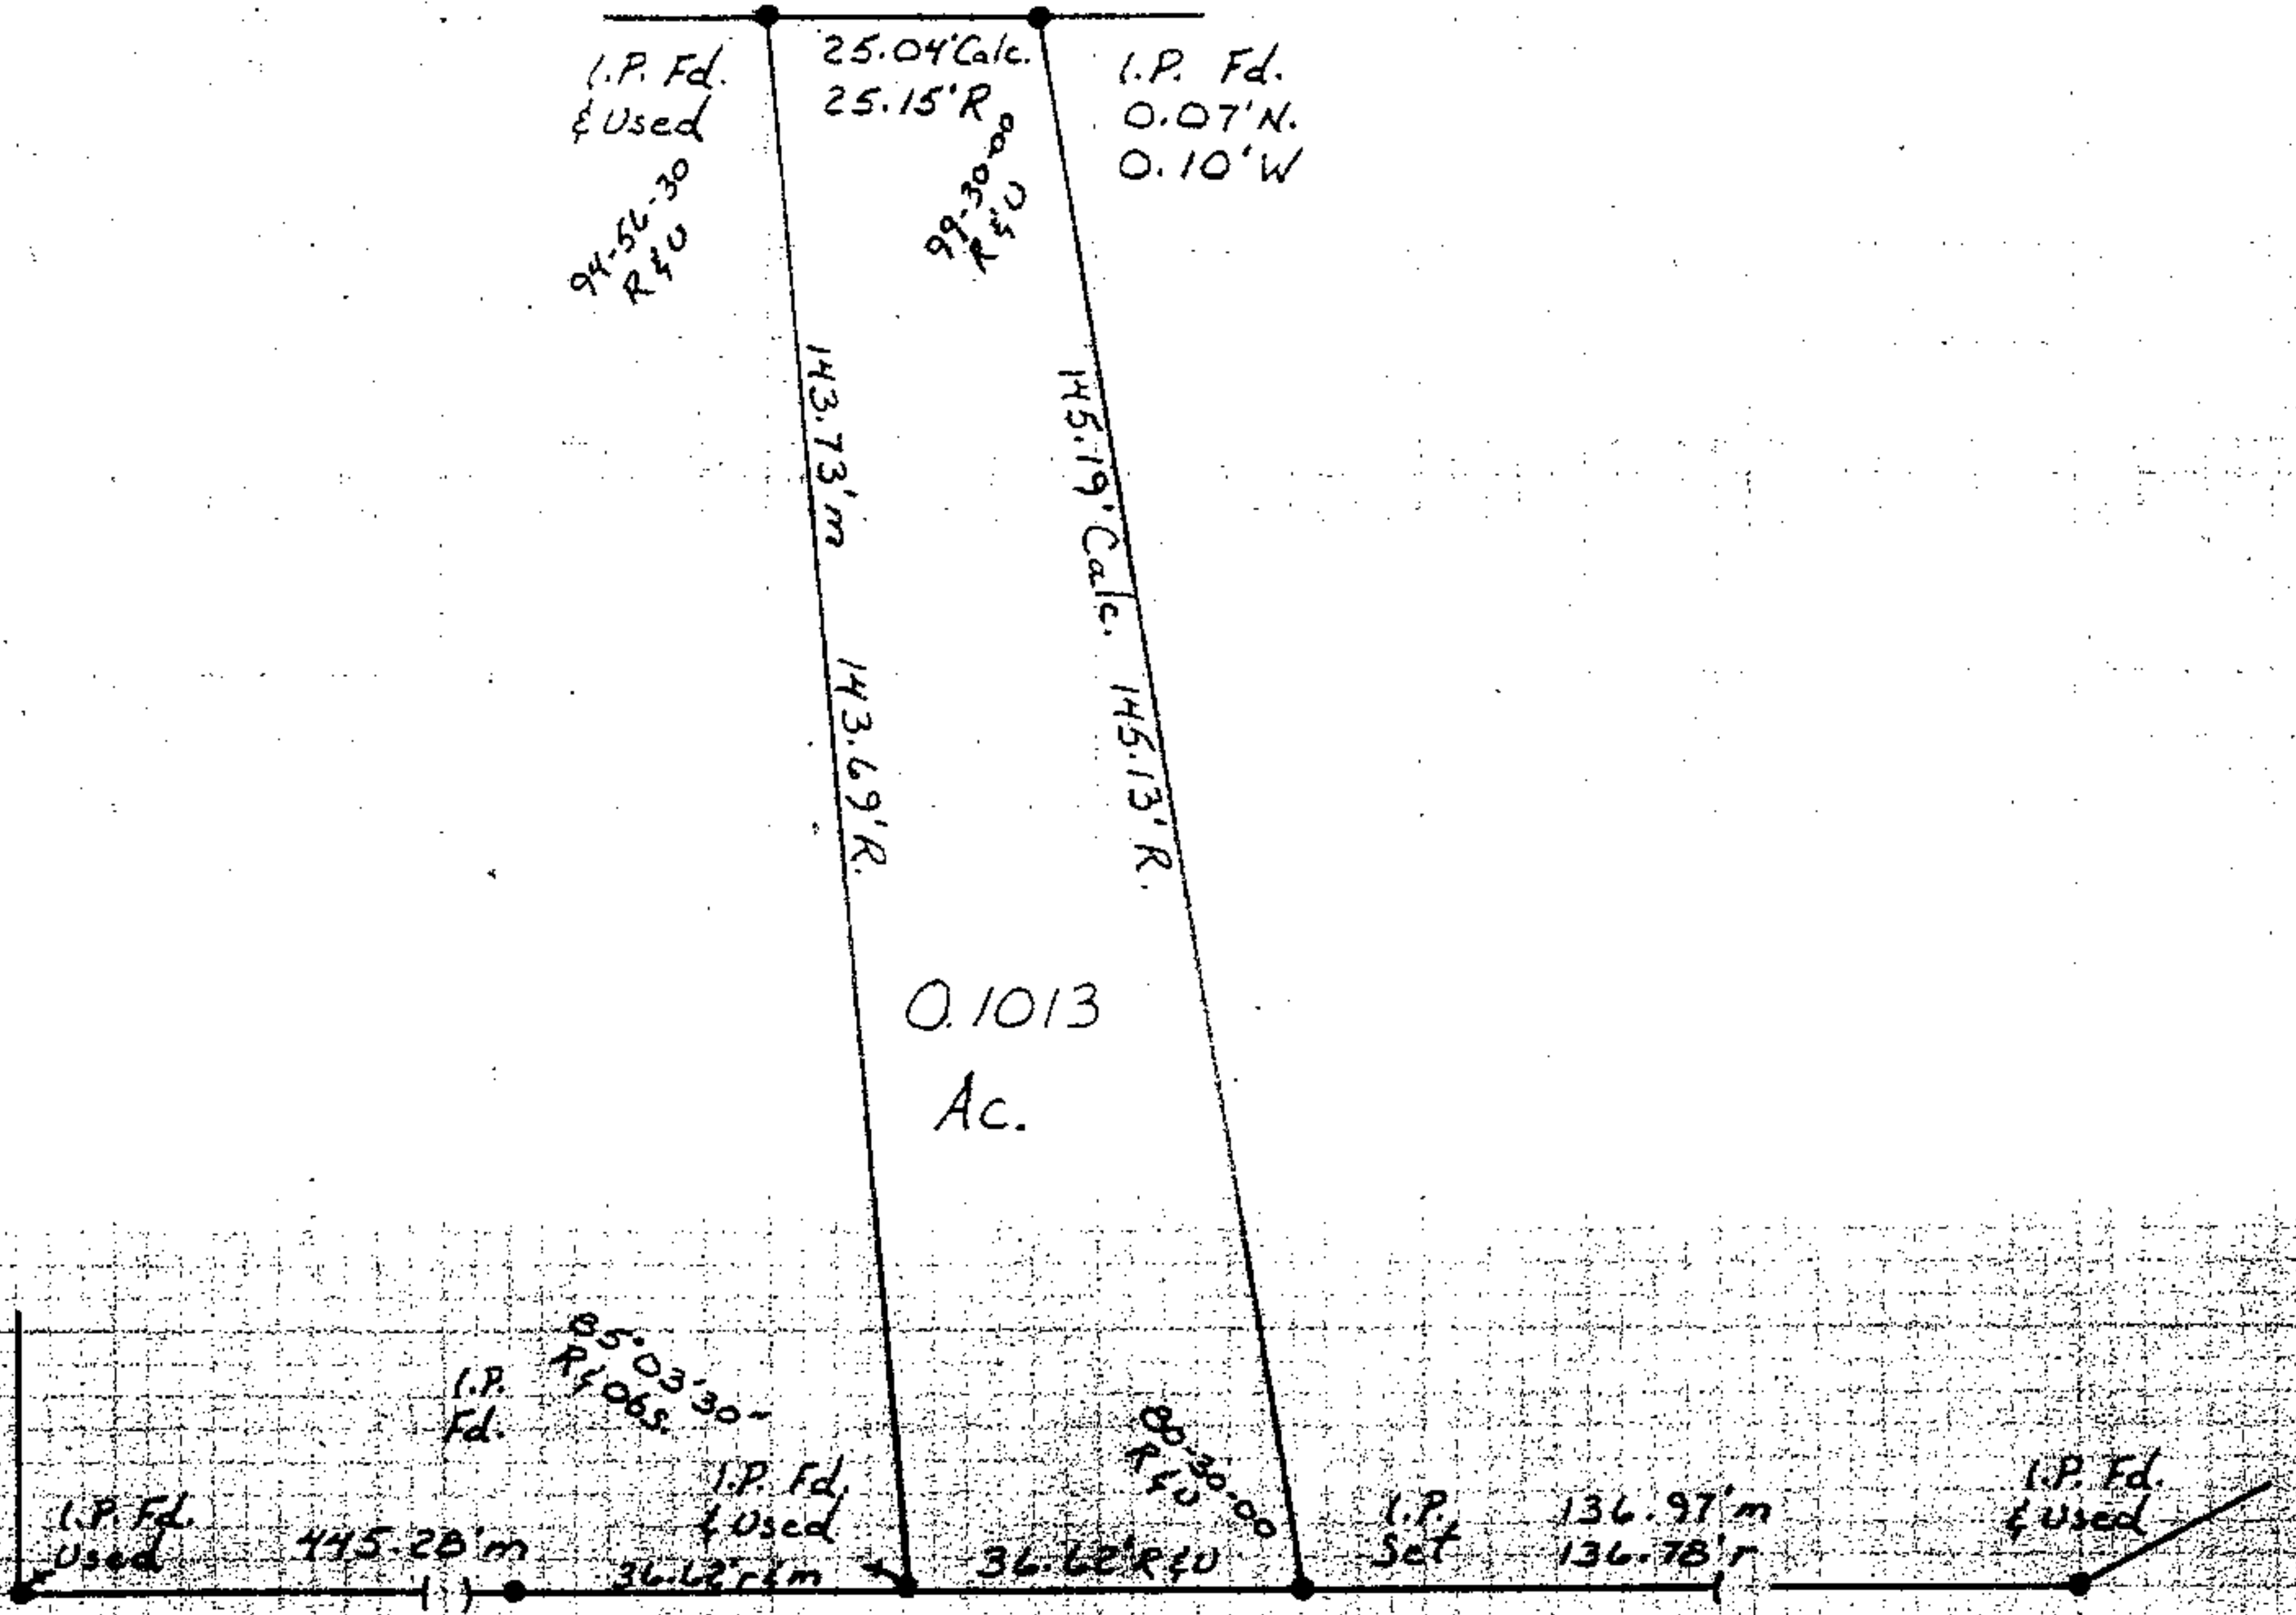 25.04' Calc.
25.15' R
I.P. Fd.
& Used
I.P. Fd.
0.07' N.
0.10' W
94-56-30
R & U
99-30-00
R & U
143.73' m 143.69' R.
145.19' Calc. 145.13' R.
0.1013
Ac.
85°03'30-
R & Obs.
I.P.
Fd.
80-30-00
R & U
I.P. Fd.
Used
445.28' m
I.P. Fd.
& Used
36.62' r & m
36.62' R & U
I.P.
Set
136.97' m
136.78' r
I.P. Fd.
& Used